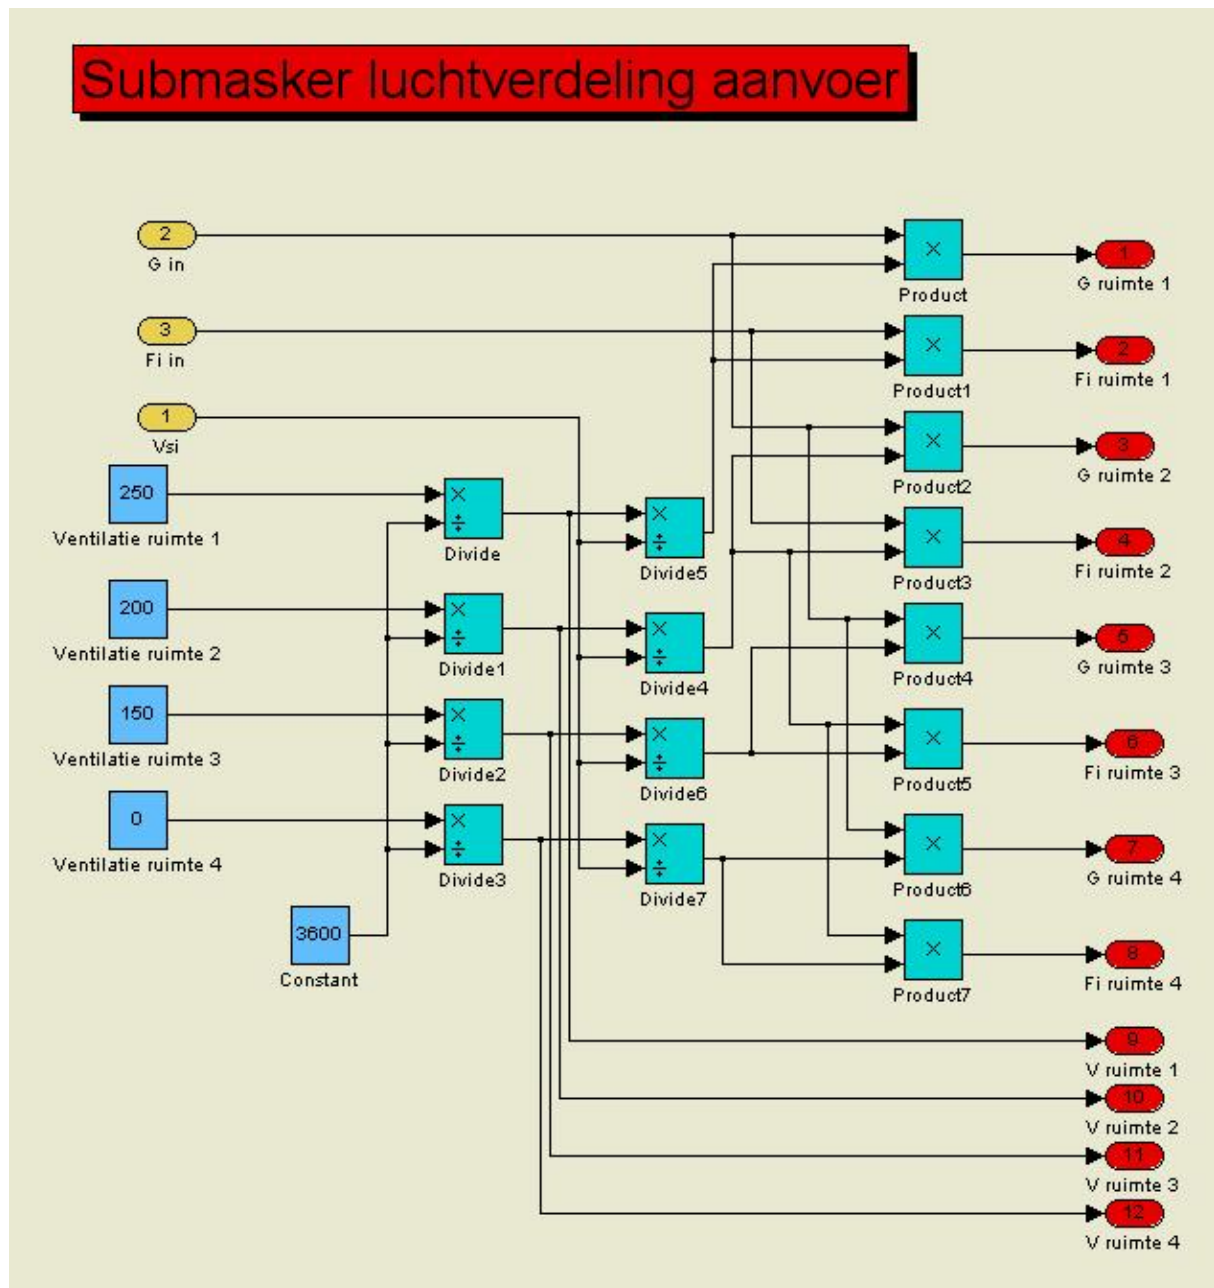 Submasker luchtverdeling aanvoer
2
G in
3
Fi in
1
Vsi
250
Ventilatie ruimte 1
200
Ventilatie ruimte 2
150
Ventilatie ruimte 3
0
Ventilatie ruimte 4
3600
Constant
×
÷
Divide
×
÷
Divide1
×
÷
Divide2
×
÷
Divide3
×
÷
Divide5
×
÷
Divide4
×
÷
Divide6
×
÷
Divide7
×
Product
×
Product1
×
Product2
×
Product3
×
Product4
×
Product5
×
Product6
×
Product7
1
G ruimte 1
2
Fi ruimte 1
3
G ruimte 2
4
Fi ruimte 2
5
G ruimte 3
6
Fi ruimte 3
7
G ruimte 4
8
Fi ruimte 4
9
V ruimte 1
10
V ruimte 2
11
V ruimte 3
12
V ruimte 4